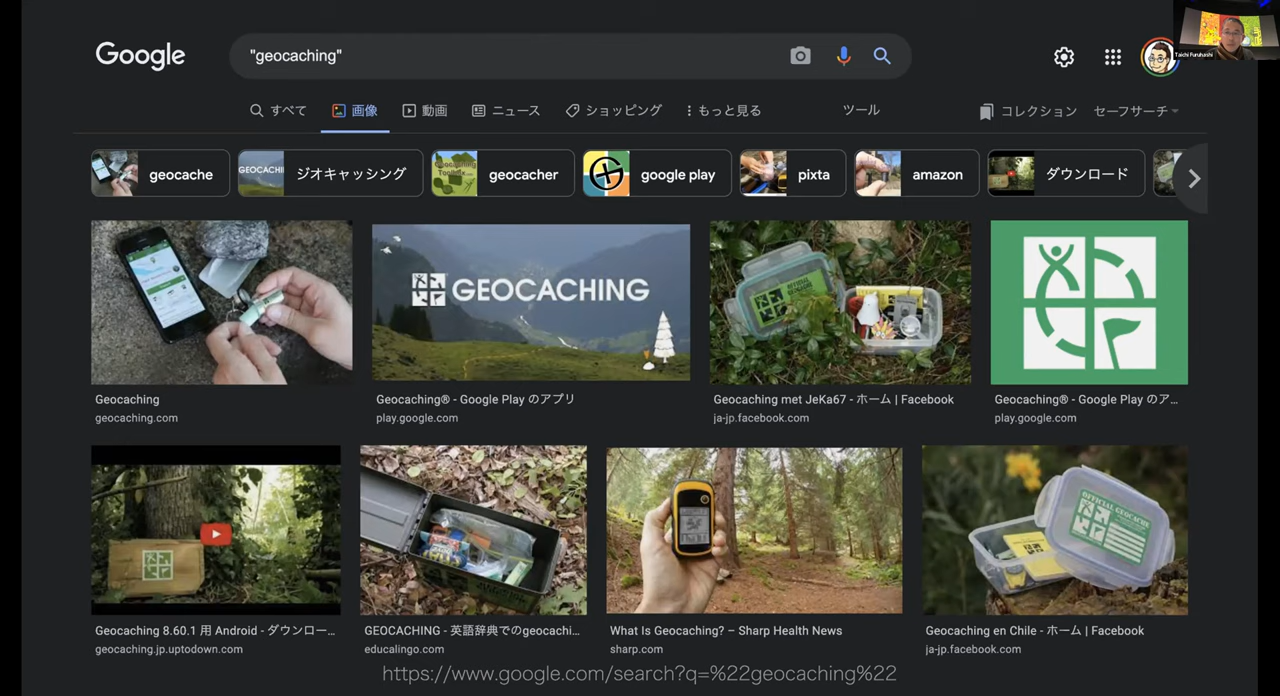 Taichi Furuhashi
Google
"geocaching"
すべて
画像
動画
ニュース
ショッピング
もっと見る
ツール
コレクション
セーフサーチ
geocache
GEOCACHI
ジオキャッシング
geocacher
google play
pixta
amazon
ダウンロード
GEOCACHING
Geocaching
geocaching.com
Geocaching® - Google Play のアプリ
play.google.com
Geocaching met JeKa67 - ホーム | Facebook
ja-jp.facebook.com
Geocaching® - Google Play のア...
play.google.com
OFFICIAL GEOCACHE
Geocaching 8.60.1 用 Android - ダウンロー...
geocaching.jp.uptodown.com
GEOCACHING - 英語辞典でのgeocachi...
educalingo.com
What Is Geocaching? – Sharp Health News
sharp.com
Geocaching en Chile - ホーム | Facebook
ja-jp.facebook.com
https://www.google.com/search?q=%22geocaching%22